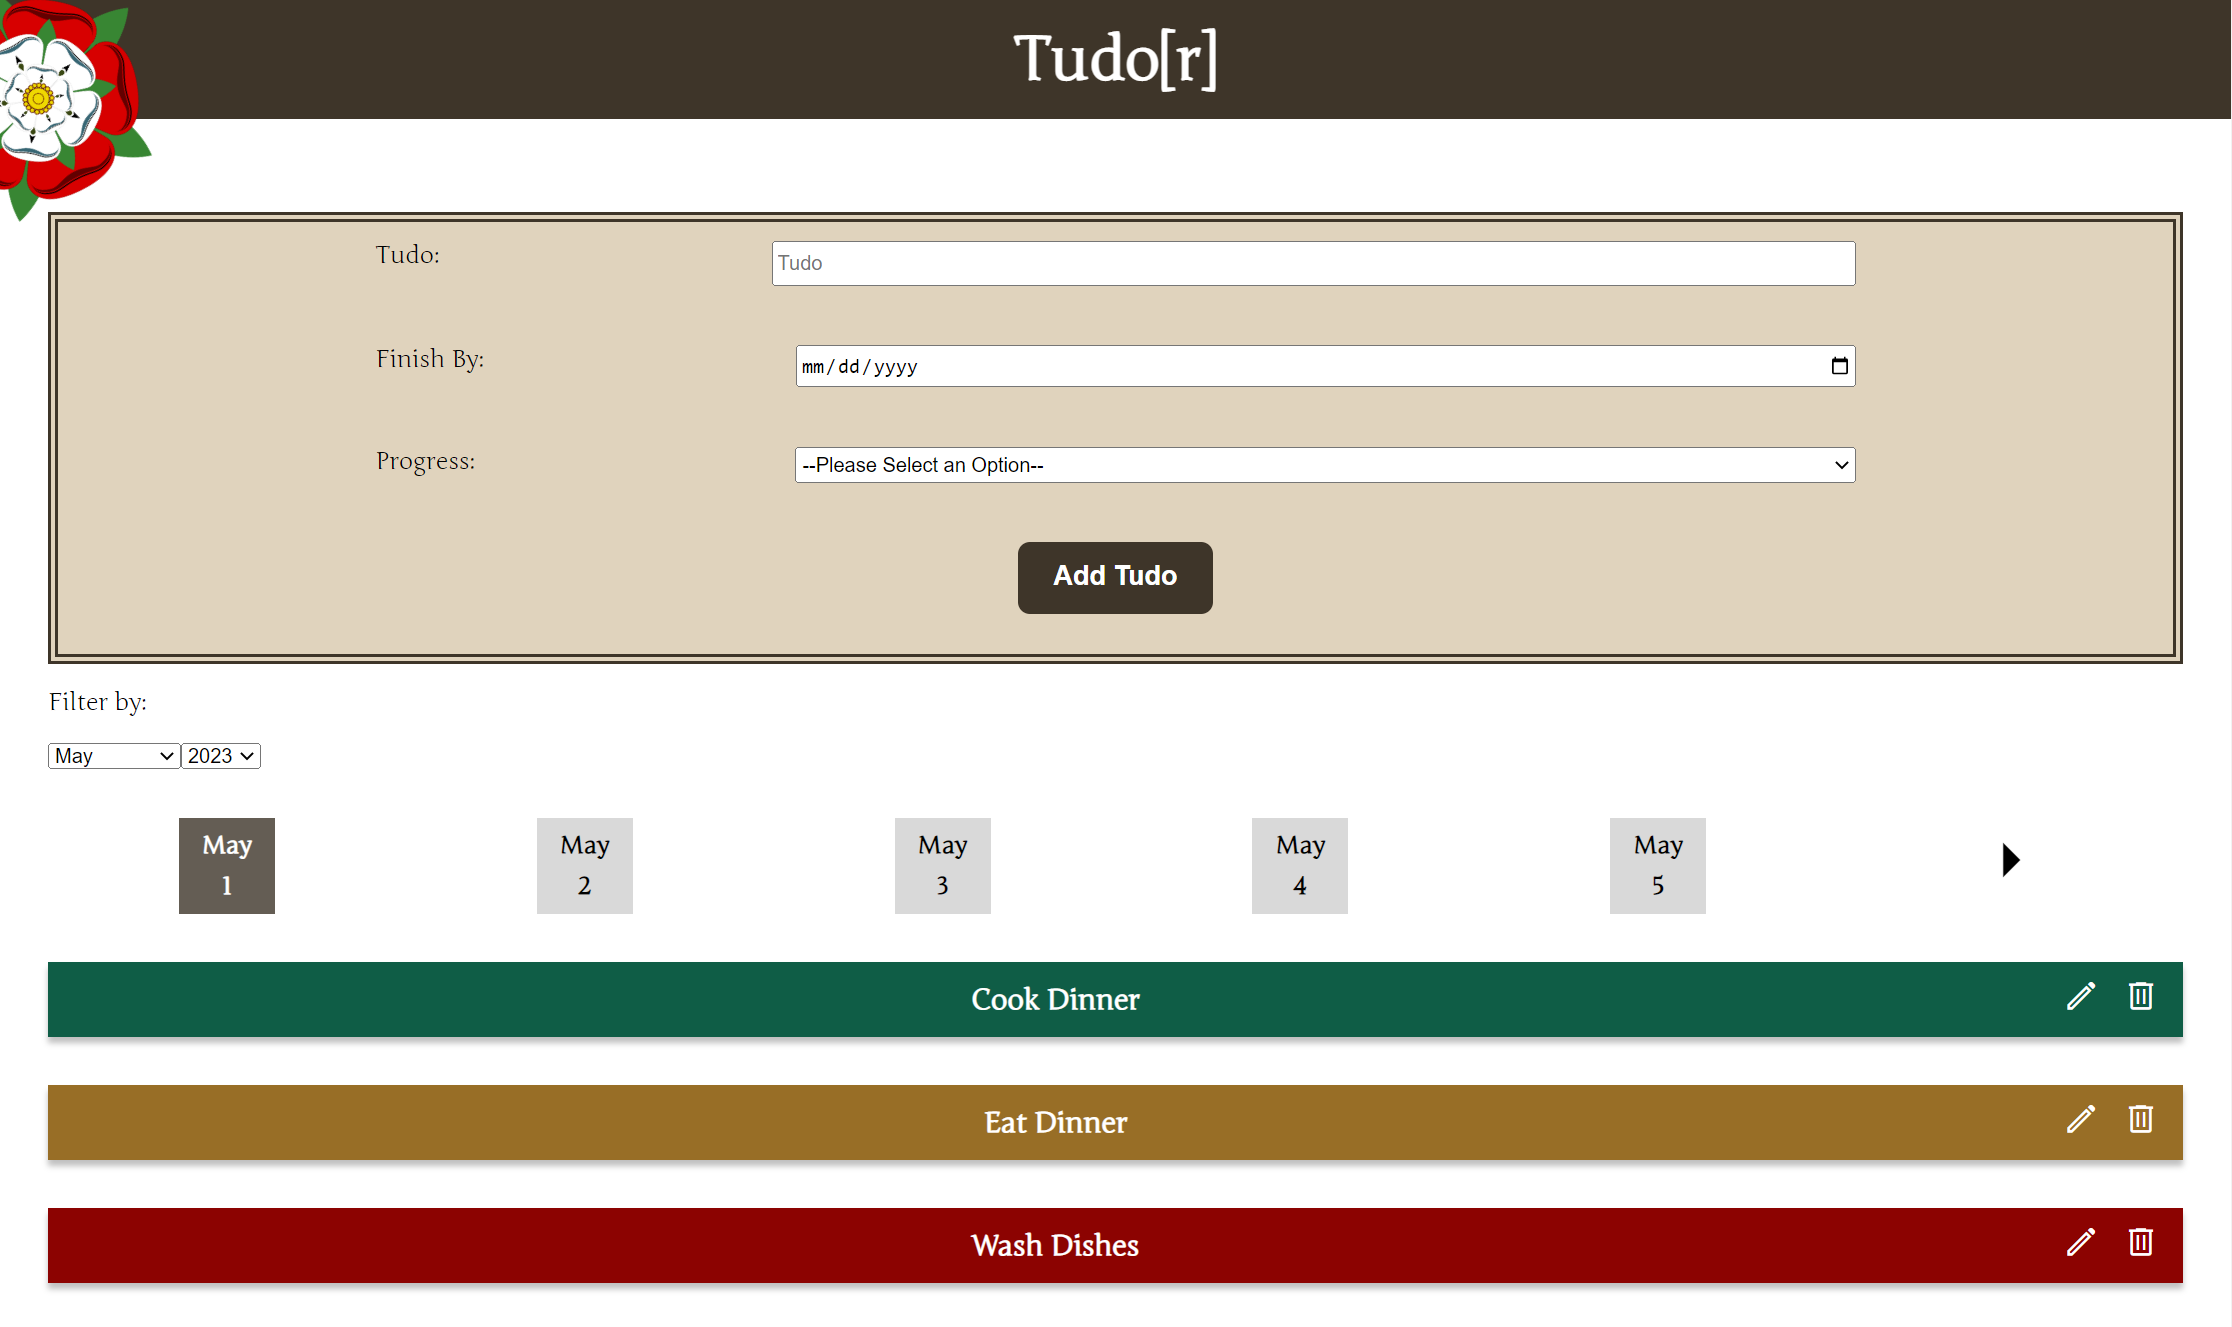 Tudo[r]
Tudo:
Tudo
Finish By:
mm/dd/yyyy
Progress:
--Please Select an Option--
Add Tudo
Filter by:
May 2023
May
1
May
2
May
3
May
4
May
5
Cook Dinner
Eat Dinner
Wash Dishes